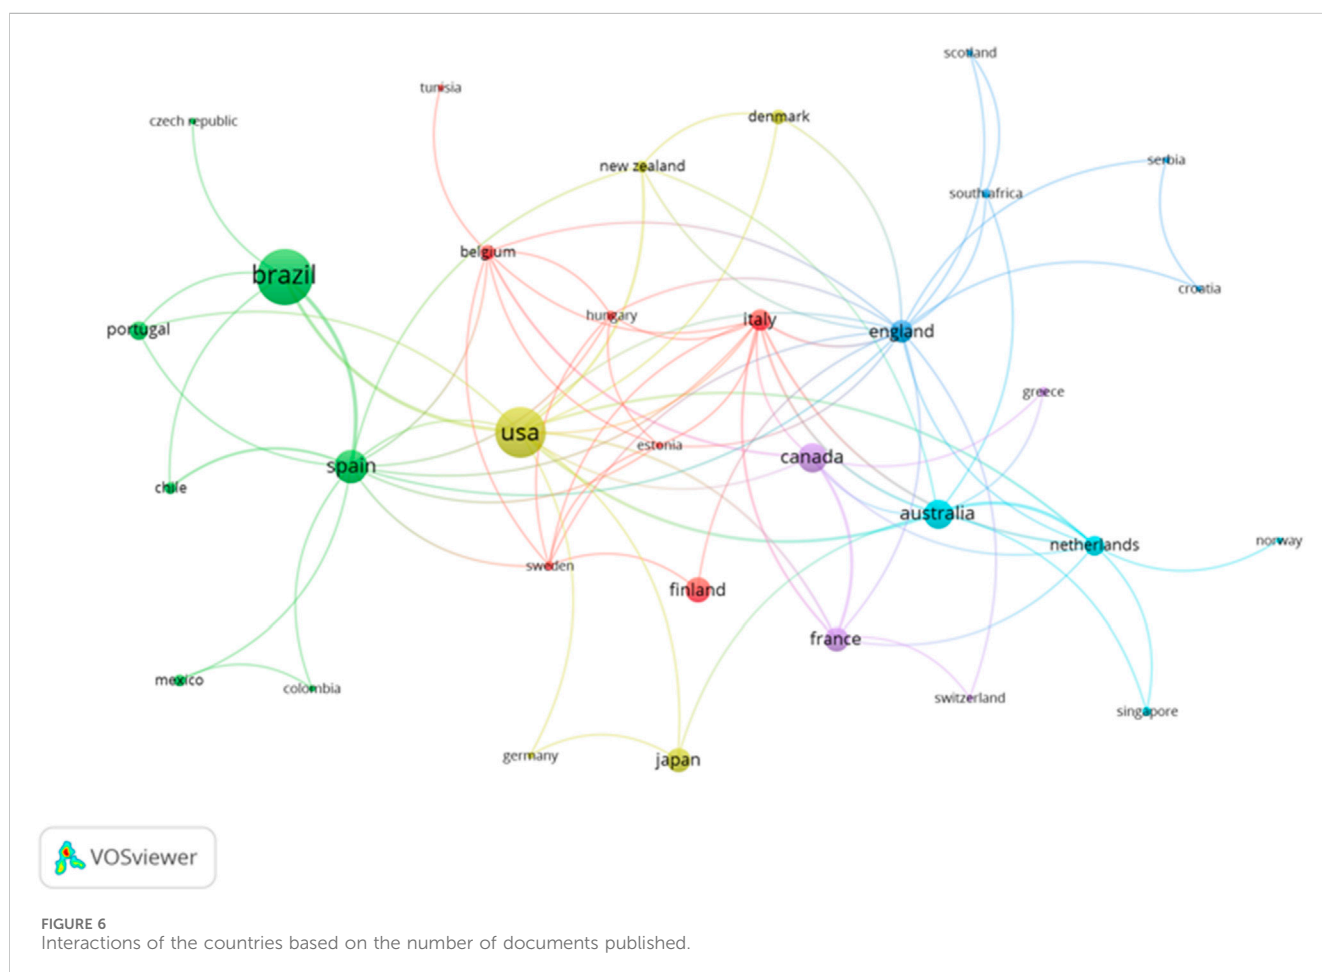 scotland
tunisia
denmark
czech republic
serbia
new zealand
south africa
belgium
brazil
croatia
hungary
italy
portugal
england
greece
usa
estonia
canada
spain
chile
australia
netherlands
norway
sweden
finland
france
mexico
colombia
switzerland
singapore
germany
japan
VOSviewer
FIGURE 6
Interactions of the countries based on the number of documents published.